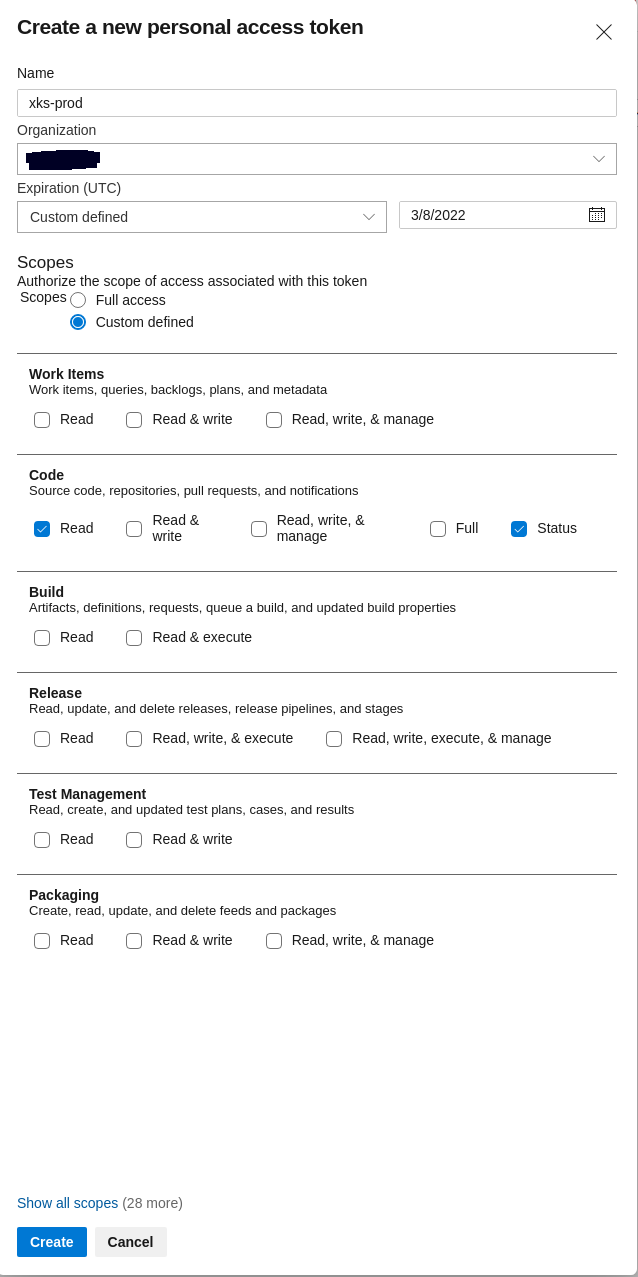 Create a new personal access token
Name
xks-prod
Organization
Expiration (UTC)
Custom defined
3/8/2022
Scopes
Authorize the scope of access associated with this token
Scopes
Full access
Custom defined
Work Items
Work items, queries, backlogs, plans, and metadata
Read
Read & write
Read, write, & manage
Code
Source code, repositories, pull requests, and notifications
Read
Read &
write
Read, write, &
manage
Full
Status
Build
Artifacts, definitions, requests, queue a build, and updated build properties
Read
Read & execute
Release
Read, update, and delete releases, release pipelines, and stages
Read
Read, write, & execute
Read, write, execute, & manage
Test Management
Read, create, and updated test plans, cases, and results
Read
Read & write
Packaging
Create, read, update, and delete feeds and packages
Read
Read & write
Read, write, & manage
Show all scopes (28 more)
Create
Cancel